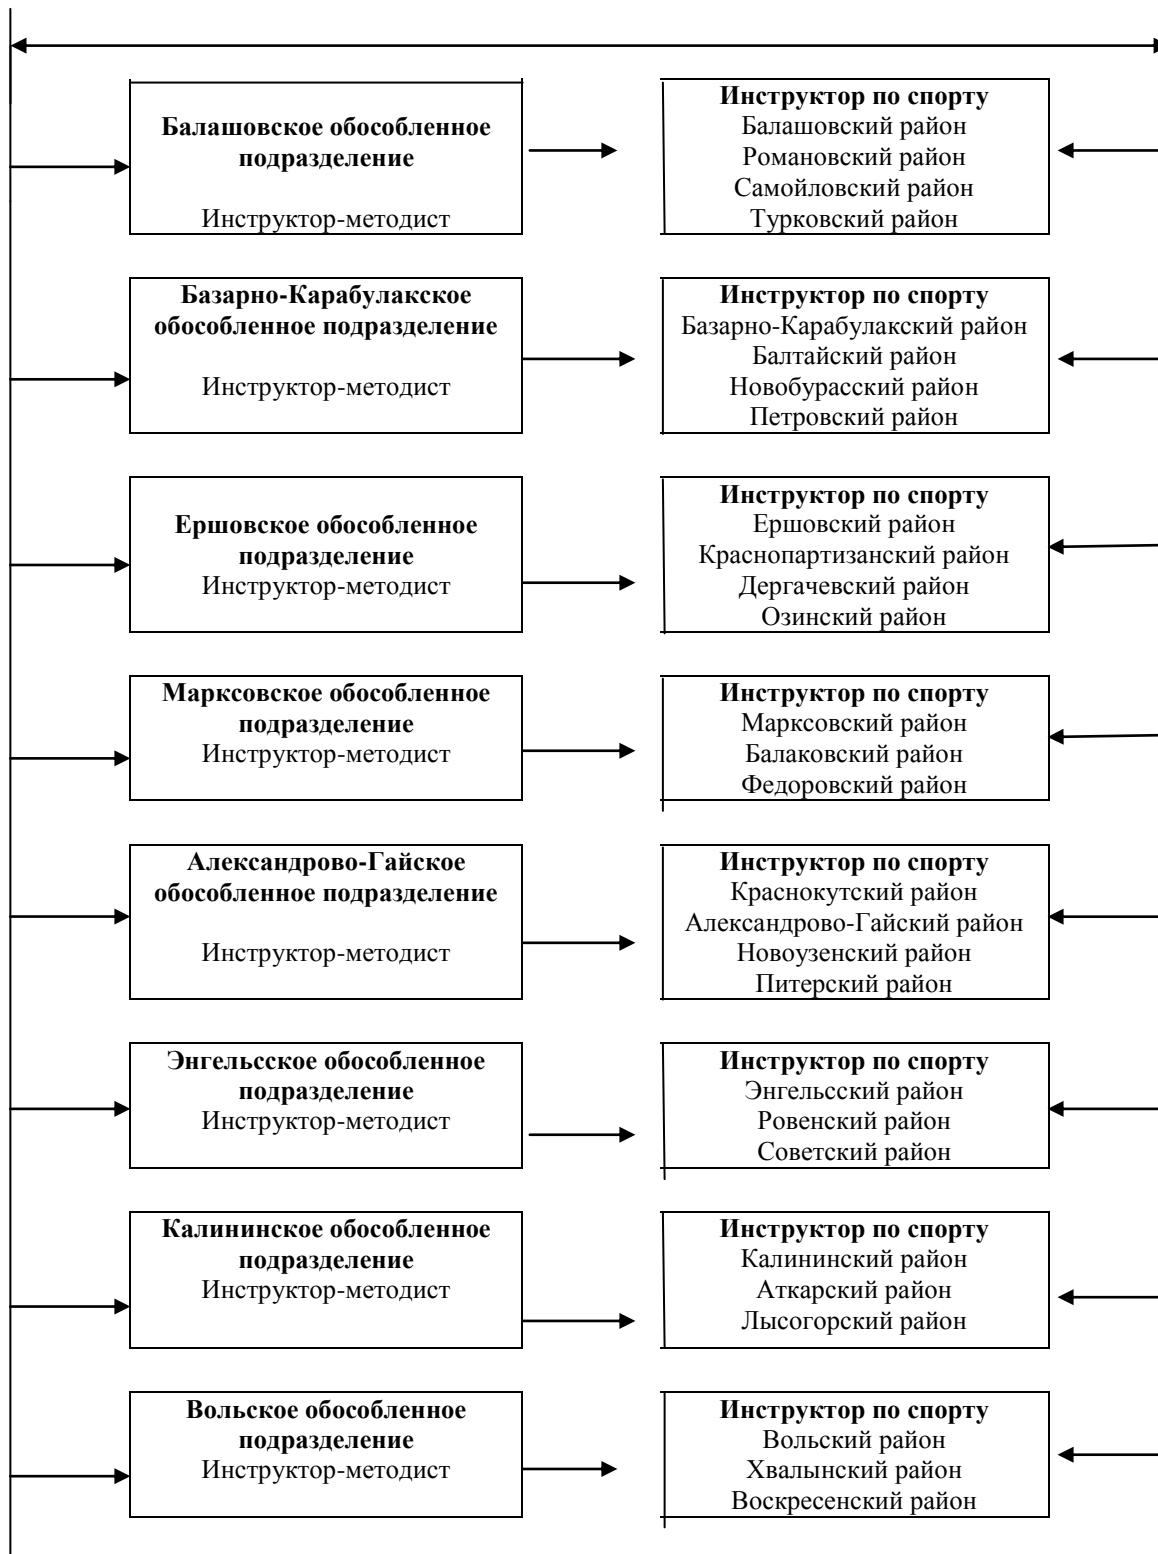 Балашовское обособленное
подразделение
Инструктор-методист
Инструктор по спорту
Балашовский район
Романовский район
Самойловский район
Турковский район
Базарно-Карабулакское
обособленное подразделение
Инструктор-методист
Инструктор по спорту
Базарно-Карабулакский район
Балтайский район
Новобурасский район
Петровский район
Ершовское обособленное
подразделение
Инструктор-методист
Инструктор по спорту
Ершовский район
Краснопартизанский район
Дергачевский район
Озинский район
Марксовское обособленное
подразделение
Инструктор-методист
Инструктор по спорту
Марксовский район
Балаковский район
Федоровский район
Александрово-Гайское
обособленное подразделение
Инструктор-методист
Инструктор по спорту
Краснокутский район
Александрово-Гайский район
Новоузенский район
Питерский район
Энгельсское обособленное
подразделение
Инструктор-методист
Инструктор по спорту
Энгельсский район
Ровенский район
Советский район
Калининское обособленное
подразделение
Инструктор-методист
Инструктор по спорту
Калининский район
Аткарский район
Лысогорский район
Вольское обособленное
подразделение
Инструктор-методист
Инструктор по спорту
Вольский район
Хвалынский район
Воскресенский район